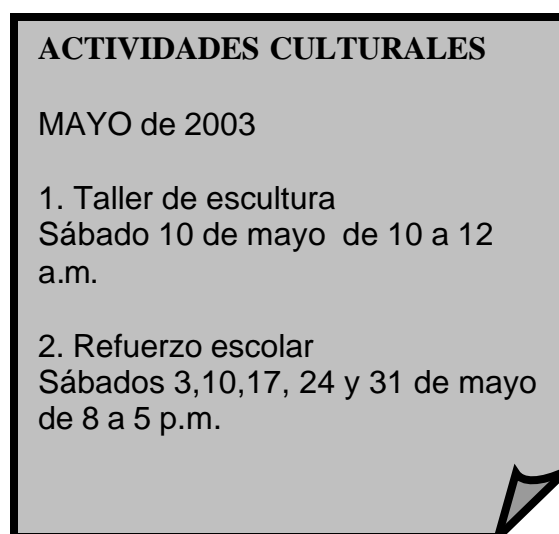 ACTIVIDADES CULTURALES
MAYO de 2003
1. Taller de escultura
Sábado 10 de mayo  de 10 a 12
a.m.
2. Refuerzo escolar
Sábados 3,10,17, 24 y 31 de mayo
de 8 a 5 p.m.